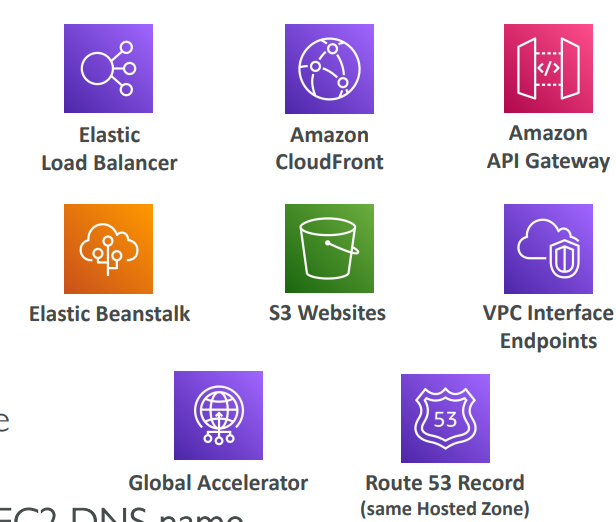 Elastic
Load Balancer
Amazon
CloudFront
Amazon
API Gateway
Elastic Beanstalk
S3 Websites
VPC Interface
Endpoints
e
53
Global Accelerator
Route 53 Record
(same Hosted Zone)
EC2 DNS name